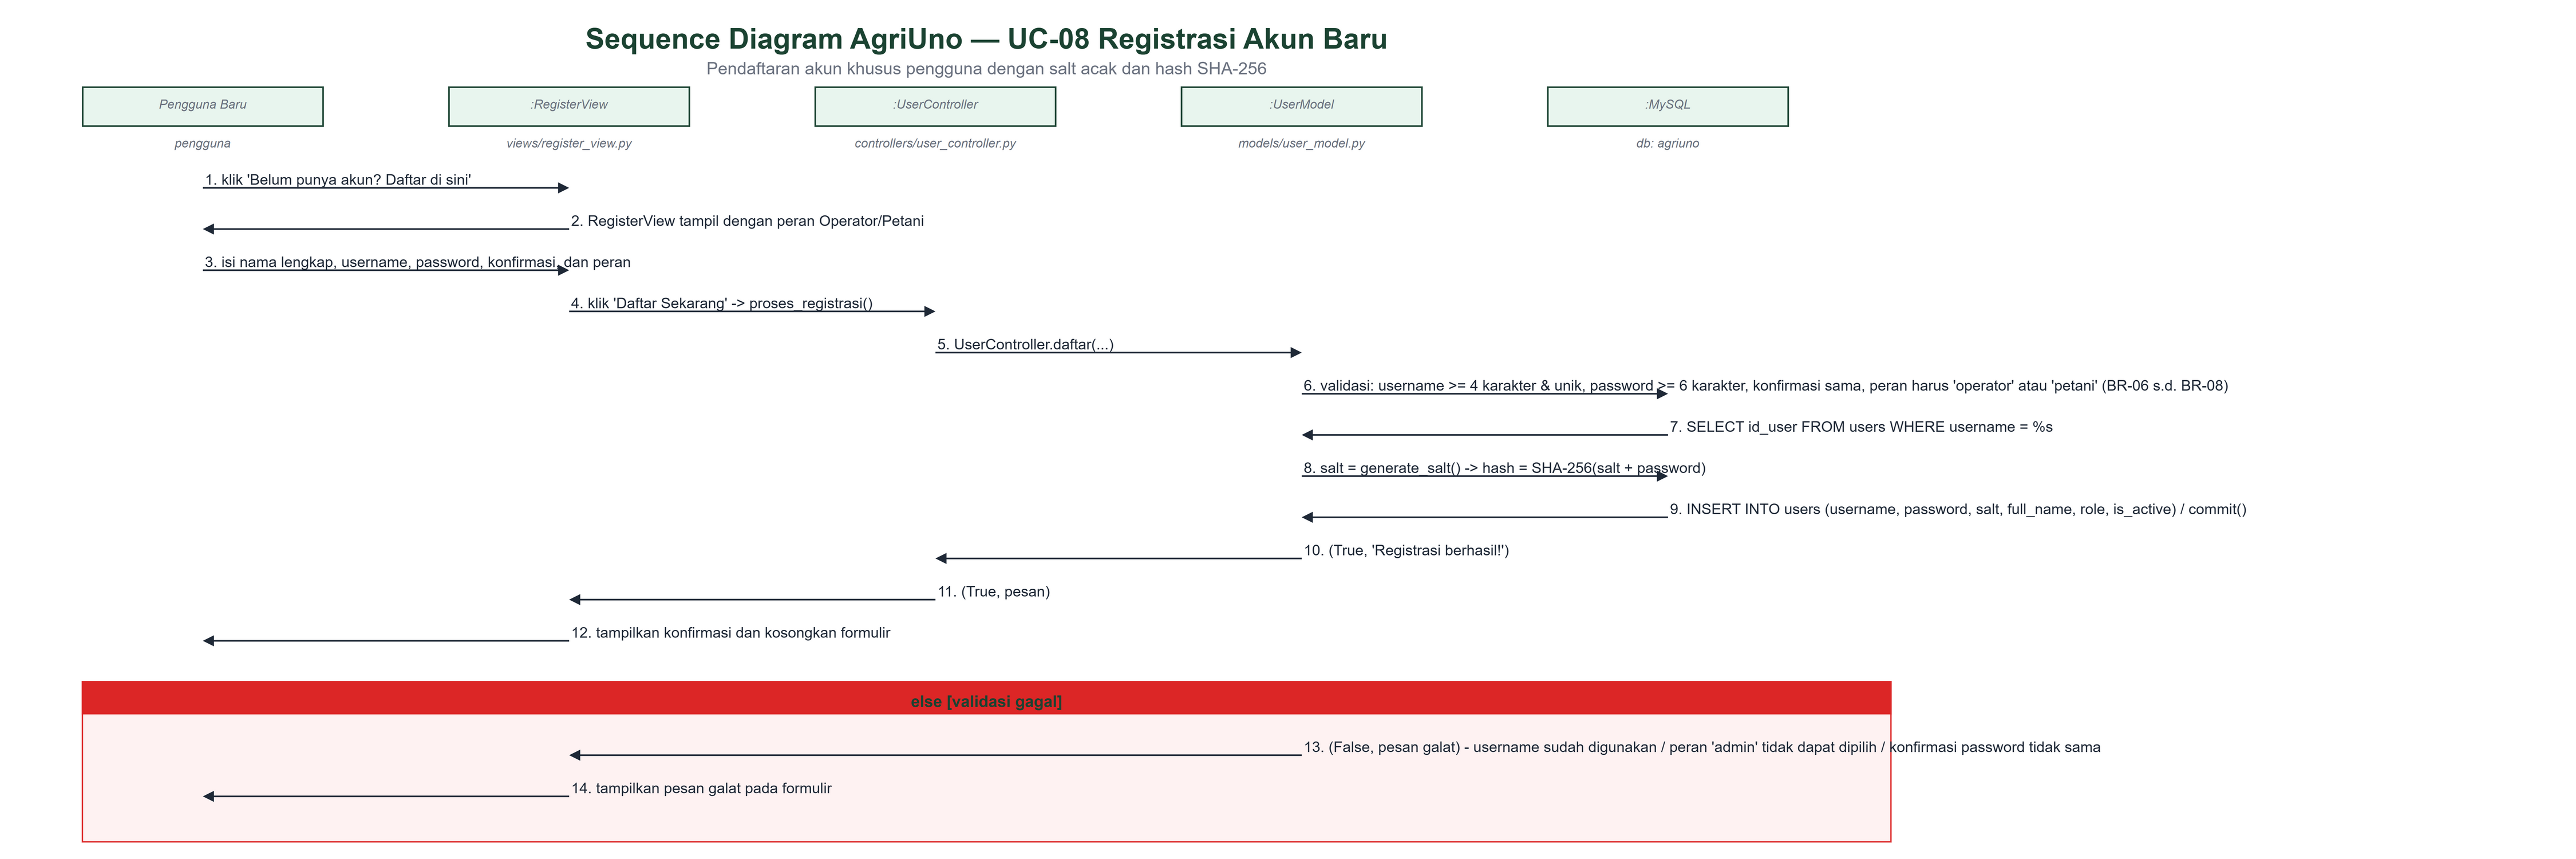 Sequence Diagram AgriUno — UC-08 Registrasi Akun Baru
Pendaftaran akun khusus pengguna dengan salt acak dan hash SHA-256
Pengguna Baru
:RegisterView
:UserController
:UserModel
:MySQL
pengguna
views/register_view.py
controllers/user_controller.py
models/user_model.py
db: agriuno
1. klik 'Belum punya akun? Daftar di sini'
2. RegisterView tampil dengan peran Operator/Petani
3. isi nama lengkap, username, password, konfirmasi, dan peran
4. klik 'Daftar Sekarang' -> proses_registrasi()
5. UserController.daftar(...)
6. validasi: username >= 4 karakter & unik, password >= 6 karakter, konfirmasi sama, peran harus 'operator' atau 'petani' (BR-06 s.d. BR-08)
7. SELECT id_user FROM users WHERE username = %s
8. salt = generate_salt() -> hash = SHA-256(salt + password)
9. INSERT INTO users (username, password, salt, full_name, role, is_active) / commit()
10. (True, 'Registrasi berhasil!')
11. (True, pesan)
12. tampilkan konfirmasi dan kosongkan formulir
else [validasi gagal]
13. (False, pesan galat) - username sudah digunakan / peran 'admin' tidak dapat dipilih / konfirmasi password tidak sama
14. tampilkan pesan galat pada formulir